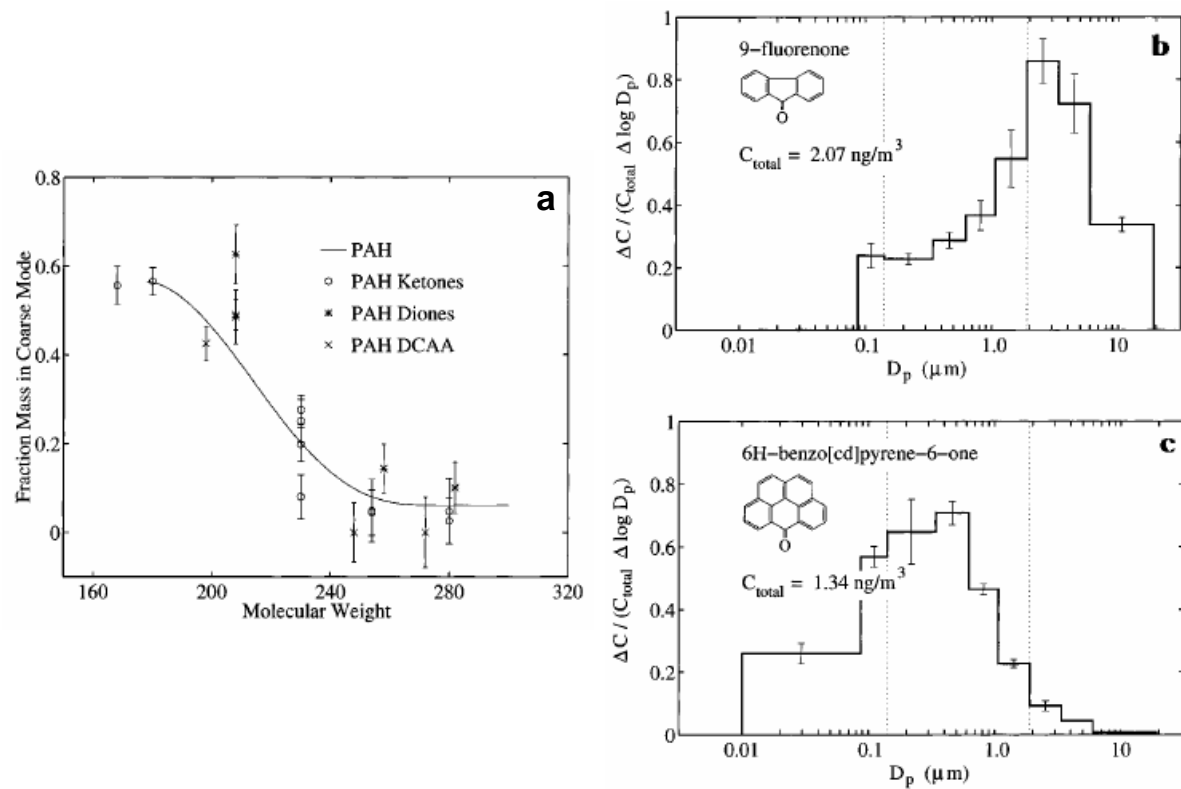 a
0.8
0.6
0.4
0.2
0
Fraction Mass in Coarse Mode
160
200
240
280
320
Molecular Weight
PAH
PAH Ketones
PAH Diones
PAH DCAA
b
9-fluorenone
O
C_total = 2.07 ng/m³
1
0.8
0.6
0.4
0.2
0
ΔC / (C_total Δ log D_p)
0.01
0.1
1.0
10
D_p (μm)
c
6H-benzo[cd]pyrene-6-one
O
C_total = 1.34 ng/m³
1
0.8
0.6
0.4
0.2
0
ΔC / (C_total Δ log D_p)
0.01
0.1
1.0
10
D_p (μm)